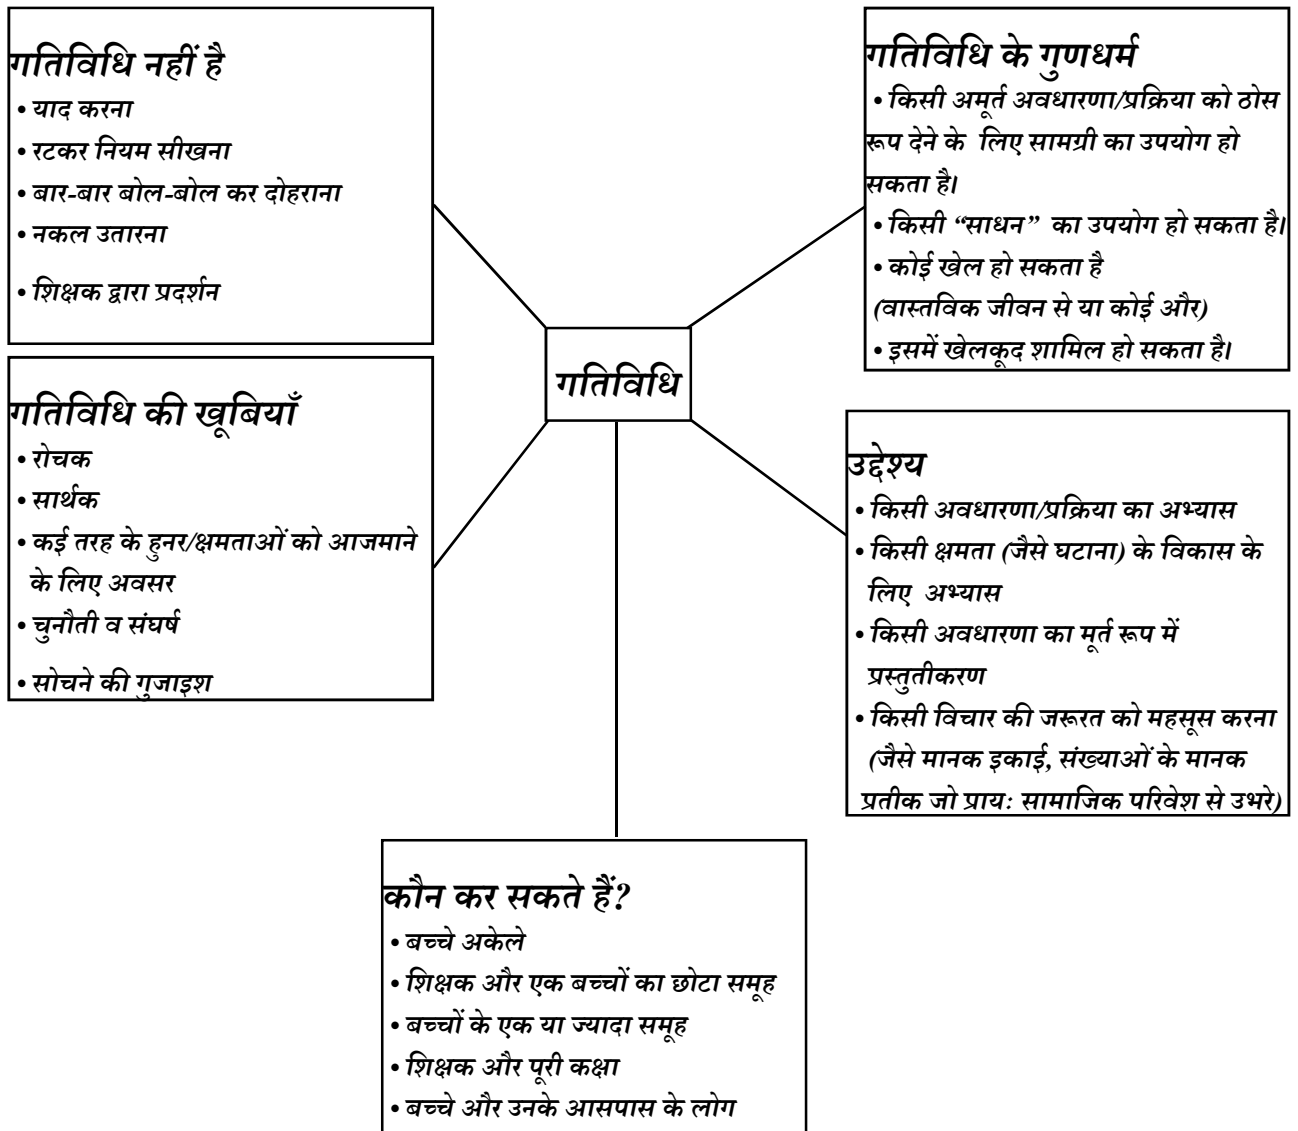 गतिविधि नहीं है
• याद करना
• रटकर नियम सीखना
• बार-बार बोल-बोल कर दोहराना
• नकल उतारना
• शिक्षक द्वारा प्रदर्शन
गतिविधि के गुणधर्म
• किसी अमूर्त अवधारणा/प्रक्रिया को ठोस
रूप देने के लिए सामग्री का उपयोग हो
सकता है।
• किसी “साधन” का उपयोग हो सकता है।
• कोई खेल हो सकता है
(वास्तविक जीवन से या कोई और)
• इसमें खेलकूद शामिल हो सकता है।
गतिविधि
गतिविधि की खूबियाँ
• रोचक
• सार्थक
• कई तरह के हुनर/क्षमताओं को आजमाने
के लिए अवसर
• चुनौती व संघर्ष
• सोचने की गुजाइश
उद्देश्य
• किसी अवधारणा/प्रक्रिया का अभ्यास
• किसी क्षमता (जैसे घटाना) के विकास के
लिए अभ्यास
• किसी अवधारणा का मूर्त रूप में
प्रस्तुतीकरण
• किसी विचार की जरूरत को महसूस करना
(जैसे मानक इकाई, संख्याओं के मानक
प्रतीक जो प्रायः सामाजिक परिवेश से उभरे)
कौन कर सकते हैं?
• बच्चे अकेले
• शिक्षक और एक बच्चों का छोटा समूह
• बच्चों के एक या ज्यादा समूह
• शिक्षक और पूरी कक्षा
• बच्चे और उनके आसपास के लोग